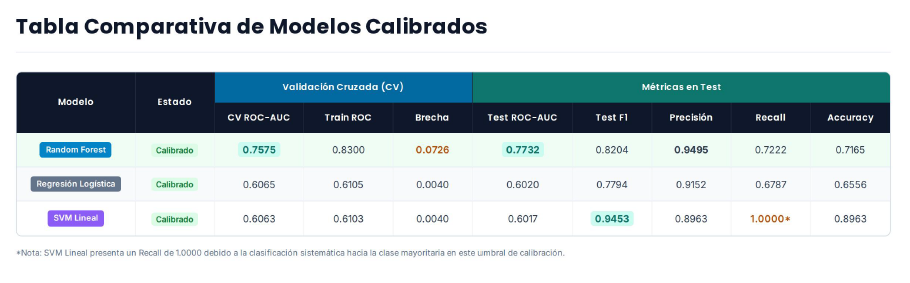 Tabla Comparativa de Modelos Calibrados
Modelo Estado Validación Cruzada (CV) Métricas en Test
CV ROC-AUC Train ROC Brecha Test ROC-AUC Test F1 Precisión Recall Accuracy
Random Forest Calibrado 0.7575 0.8300 0.0726 0.7732 0.8204 0.9495 0.7222 0.7165
Regresión Logística Calibrado 0.6065 0.6105 0.0040 0.6020 0.7794 0.9152 0.6787 0.6556
SVM Lineal Calibrado 0.6063 0.6103 0.0040 0.6017 0.9453 0.8963 1.0000* 0.8963
*Nota: SVM Lineal presenta un Recall de 1.0000 debido a la clasificación sistemática hacia la clase mayoritaria en este umbral de calibración.